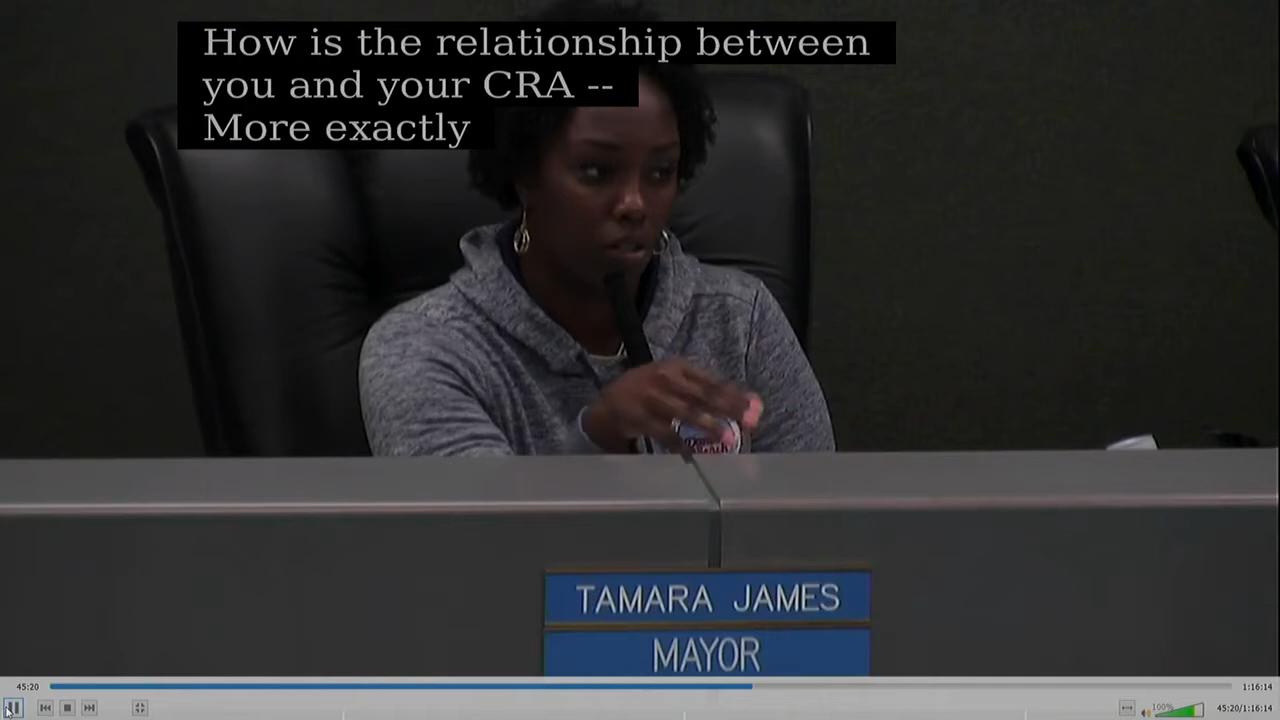 How is the relationship between
you and your CRA --
More exactly
TAMARA JAMES
MAYOR
45:20
1:16:14
100%
45:20/1:16:14